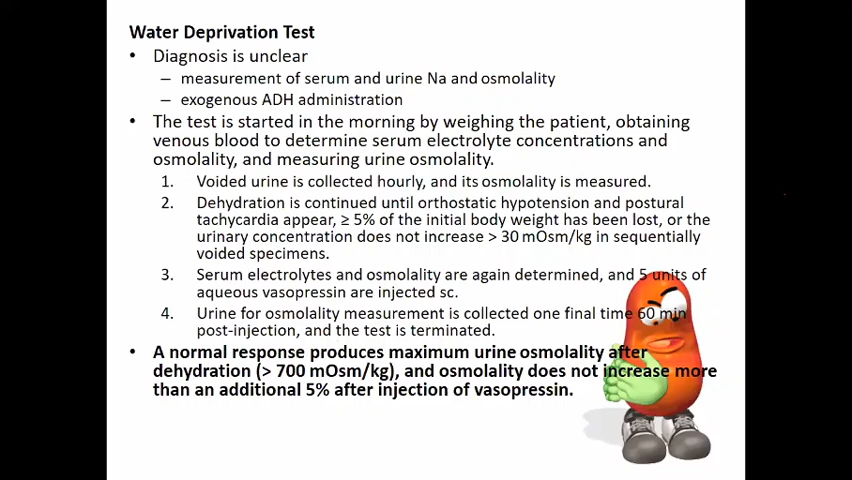 Water Deprivation Test
• Diagnosis is unclear
– measurement of serum and urine Na and osmolality
– exogenous ADH administration
• The test is started in the morning by weighing the patient, obtaining
venous blood to determine serum electrolyte concentrations and
osmolality, and measuring urine osmolality.
1. Voided urine is collected hourly, and its osmolality is measured.
2. Dehydration is continued until orthostatic hypotension and postural
tachycardia appear, ≥ 5% of the initial body weight has been lost, or the
urinary concentration does not increase > 30 mOsm/kg in sequentially
voided specimens.
3. Serum electrolytes and osmolality are again determined, and 5 units of
aqueous vasopressin are injected sc.
4. Urine for osmolality measurement is collected one final time 60 min
post-injection, and the test is terminated.
• A normal response produces maximum urine osmolality after
dehydration (> 700 mOsm/kg), and osmolality does not increase more
than an additional 5% after injection of vasopressin.